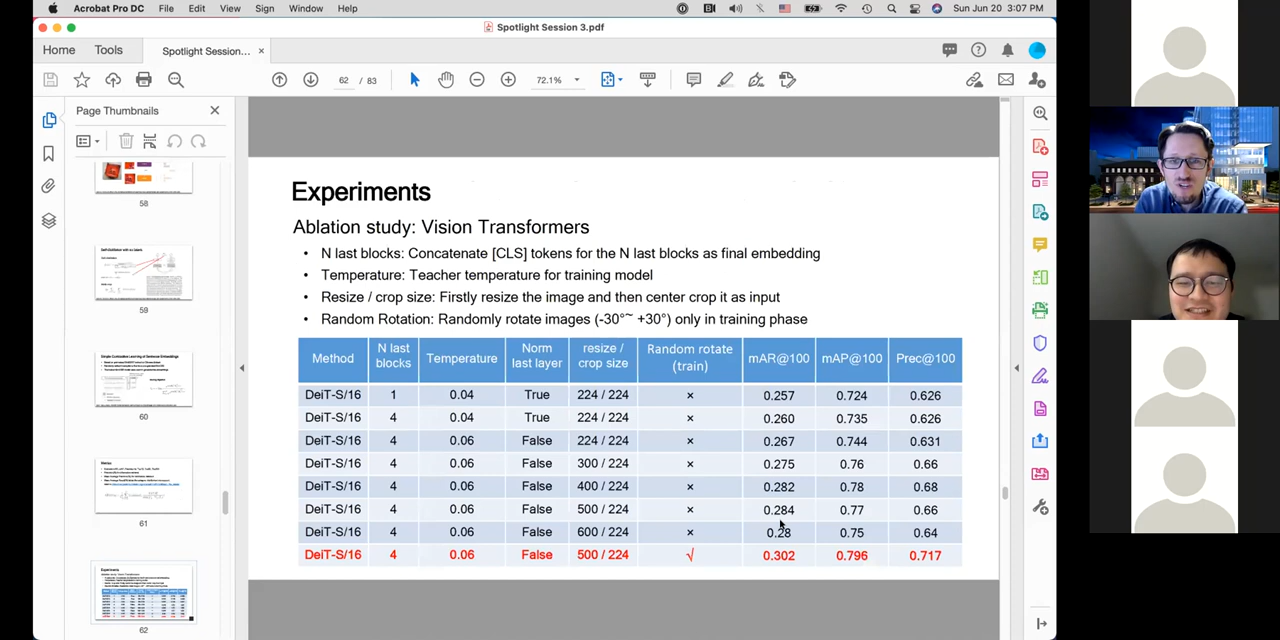 Acrobat Pro DC File Edit View Sign Window Help Sun Jun 20 3:07 PM
Spotlight Session 3.pdf
Home Tools Spotlight Session... ×
62 / 83 72.1%
Page Thumbnails
58
59
60
61
62
Experiments
Ablation study: Vision Transformers
• N last blocks: Concatenate [CLS] tokens for the N last blocks as final embedding
• Temperature: Teacher temperature for training model
• Resize / crop size: Firstly resize the image and then center crop it as input
• Random Rotation: Randomly rotate images (-30°~ +30°) only in training phase
Method N last blocks Temperature Norm last layer resize / crop size Random rotate (train) mAR@100 mAP@100 Prec@100
DeiT-S/16 1 0.04 True 224 / 224 × 0.257 0.724 0.626
DeiT-S/16 4 0.04 True 224 / 224 × 0.260 0.735 0.626
DeiT-S/16 4 0.06 False 224 / 224 × 0.267 0.744 0.631
DeiT-S/16 4 0.06 False 300 / 224 × 0.275 0.76 0.66
DeiT-S/16 4 0.06 False 400 / 224 × 0.282 0.78 0.68
DeiT-S/16 4 0.06 False 500 / 224 × 0.284 0.77 0.66
DeiT-S/16 4 0.06 False 600 / 224 × 0.28 0.75 0.64
DeiT-S/16 4 0.06 False 500 / 224 √ 0.302 0.796 0.717